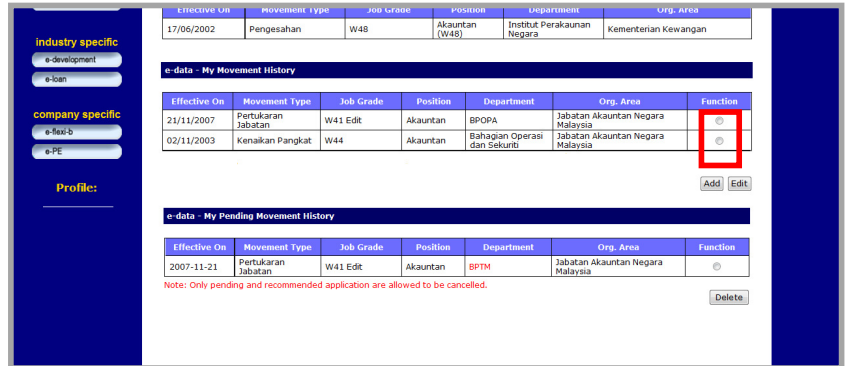 Effective On Movement Type Job Grade Position Department Org. Area
17/06/2002 Pengesahan W48 Akauntan (W48) Institut Perakaunan Negara Kementerian Kewangan
industry specific
e-development
e-loan
company specific
e-flexi-b
e-PE
Profile:
e-data - My Movement History
Effective On Movement Type Job Grade Position Department Org. Area Function
21/11/2007 Pertukaran Jabatan W41 Edit Akauntan BPOPA Jabatan Akauntan Negara Malaysia
02/11/2003 Kenaikan Pangkat W44 Akauntan Bahagian Operasi dan Sekuriti Jabatan Akauntan Negara Malaysia
Add Edit
e-data - My Pending Movement History
Effective On Movement Type Job Grade Position Department Org. Area Function
2007-11-21 Pertukaran Jabatan W41 Edit Akauntan BPTM Jabatan Akauntan Negara Malaysia
Note: Only pending and recommended application are allowed to be cancelled.
Delete